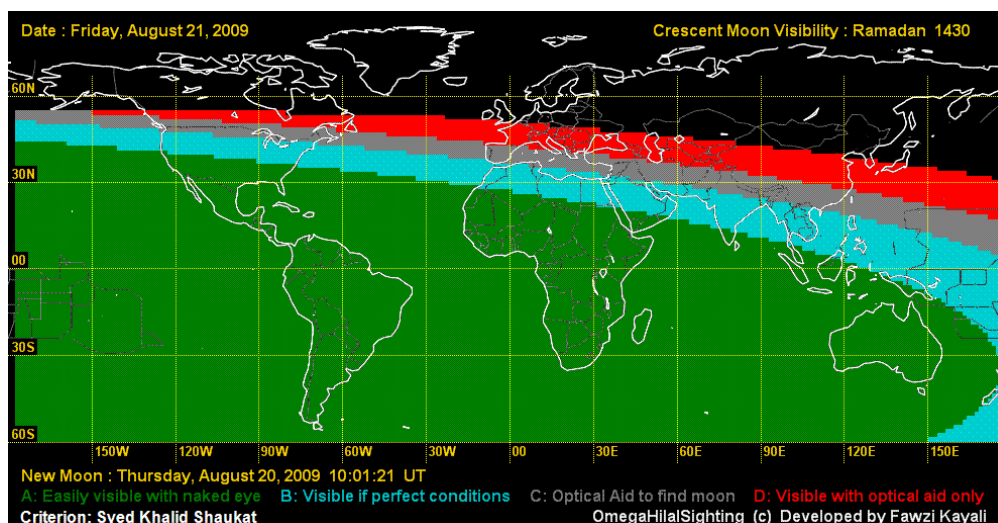 Date : Friday, August 21, 2009 Crescent Moon Visibility : Ramadan 1430
60N
30N
00
30S
60S
150W 120W 90W 60W 30W 00 30E 60E 90E 120E 150E
New Moon : Thursday, August 20, 2009 10:01:21 UT
A: Easily visible with naked eye B: Visible if perfect conditions C: Optical Aid to find moon D: Visible with optical aid only
Criterion: Syed Khalid Shaukat OmegaHilalSighting (c) Developed by Fawzi Kayali